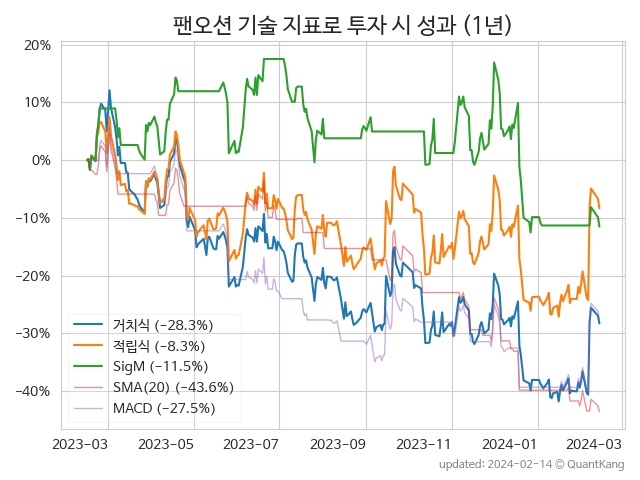 팬오션 기술 지표로 투자 시 성과 (1년)
20%
10%
0%
−10%
−20%
−30%
−40%
거치식 (−28.3%)
적립식 (−8.3%)
SigM (−11.5%)
SMA(20) (−43.6%)
MACD (−27.5%)
2023-03 2023-05 2023-07 2023-09 2023-11 2024-01 2024-03
updated: 2024-02-14 © QuantKang